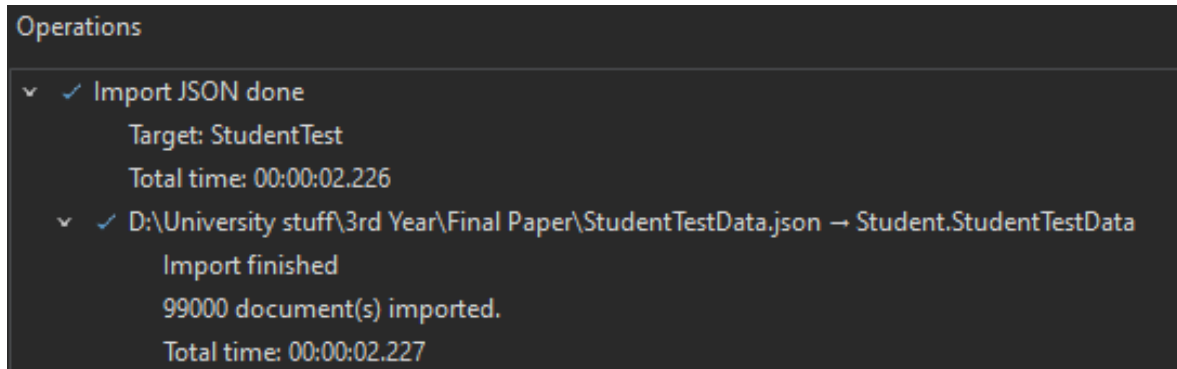 Operations
Import JSON done
Target: StudentTest
Total time: 00:00:02.226
D:\University stuff\3rd Year\Final Paper\StudentTestData.json → Student.StudentTestData
Import finished
99000 document(s) imported.
Total time: 00:00:02.227